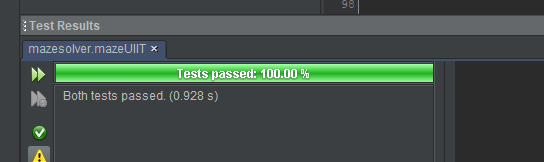 98
Test Results
mazesolver.mazeUIIT
Tests passed: 100.00 %
Both tests passed. (0.928 s)